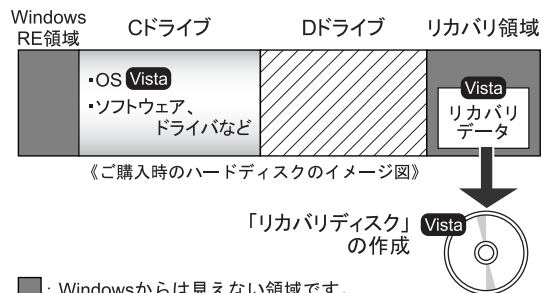 Windows
RE領域
Cドライブ
Dドライブ
リカバリ領域
・OS Vista
・ソフトウェア、
ドライバなど
Vista
リカバリ
データ
《ご購入時のハードディスクのイメージ図》
「リカバリディスク」 Vista
の作成
：Windowsからは見えない領域です。